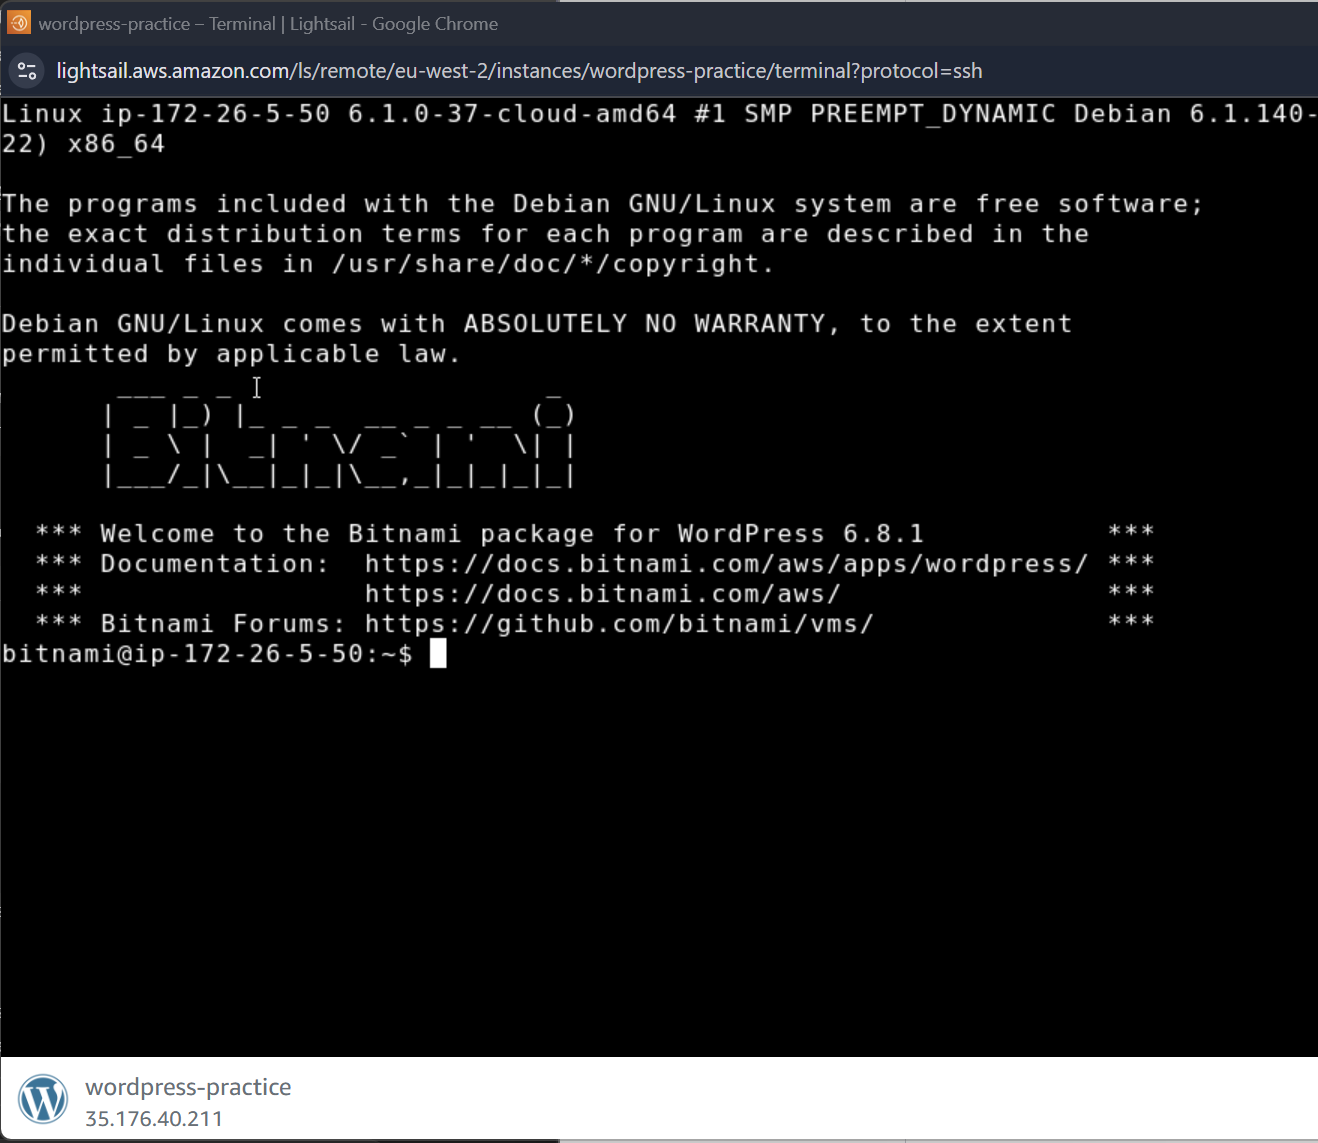 wordpress-practice – Terminal | Lightsail - Google Chrome
lightsail.aws.amazon.com/ls/remote/eu-west-2/instances/wordpress-practice/terminal?protocol=ssh
Linux ip-172-26-5-50 6.1.0-37-cloud-amd64 #1 SMP PREEMPT_DYNAMIC Debian 6.1.140-
22) x86_64
The programs included with the Debian GNU/Linux system are free software;
the exact distribution terms for each program are described in the
individual files in /usr/share/doc/*/copyright.
Debian GNU/Linux comes with ABSOLUTELY NO WARRANTY, to the extent
permitted by applicable law.
Bitnami
*** Welcome to the Bitnami package for WordPress 6.8.1 ***
*** Documentation: https://docs.bitnami.com/aws/apps/wordpress/ ***
*** https://docs.bitnami.com/aws/ ***
*** Bitnami Forums: https://github.com/bitnami/vms/ ***
bitnami@ip-172-26-5-50:~$
wordpress-practice
35.176.40.211